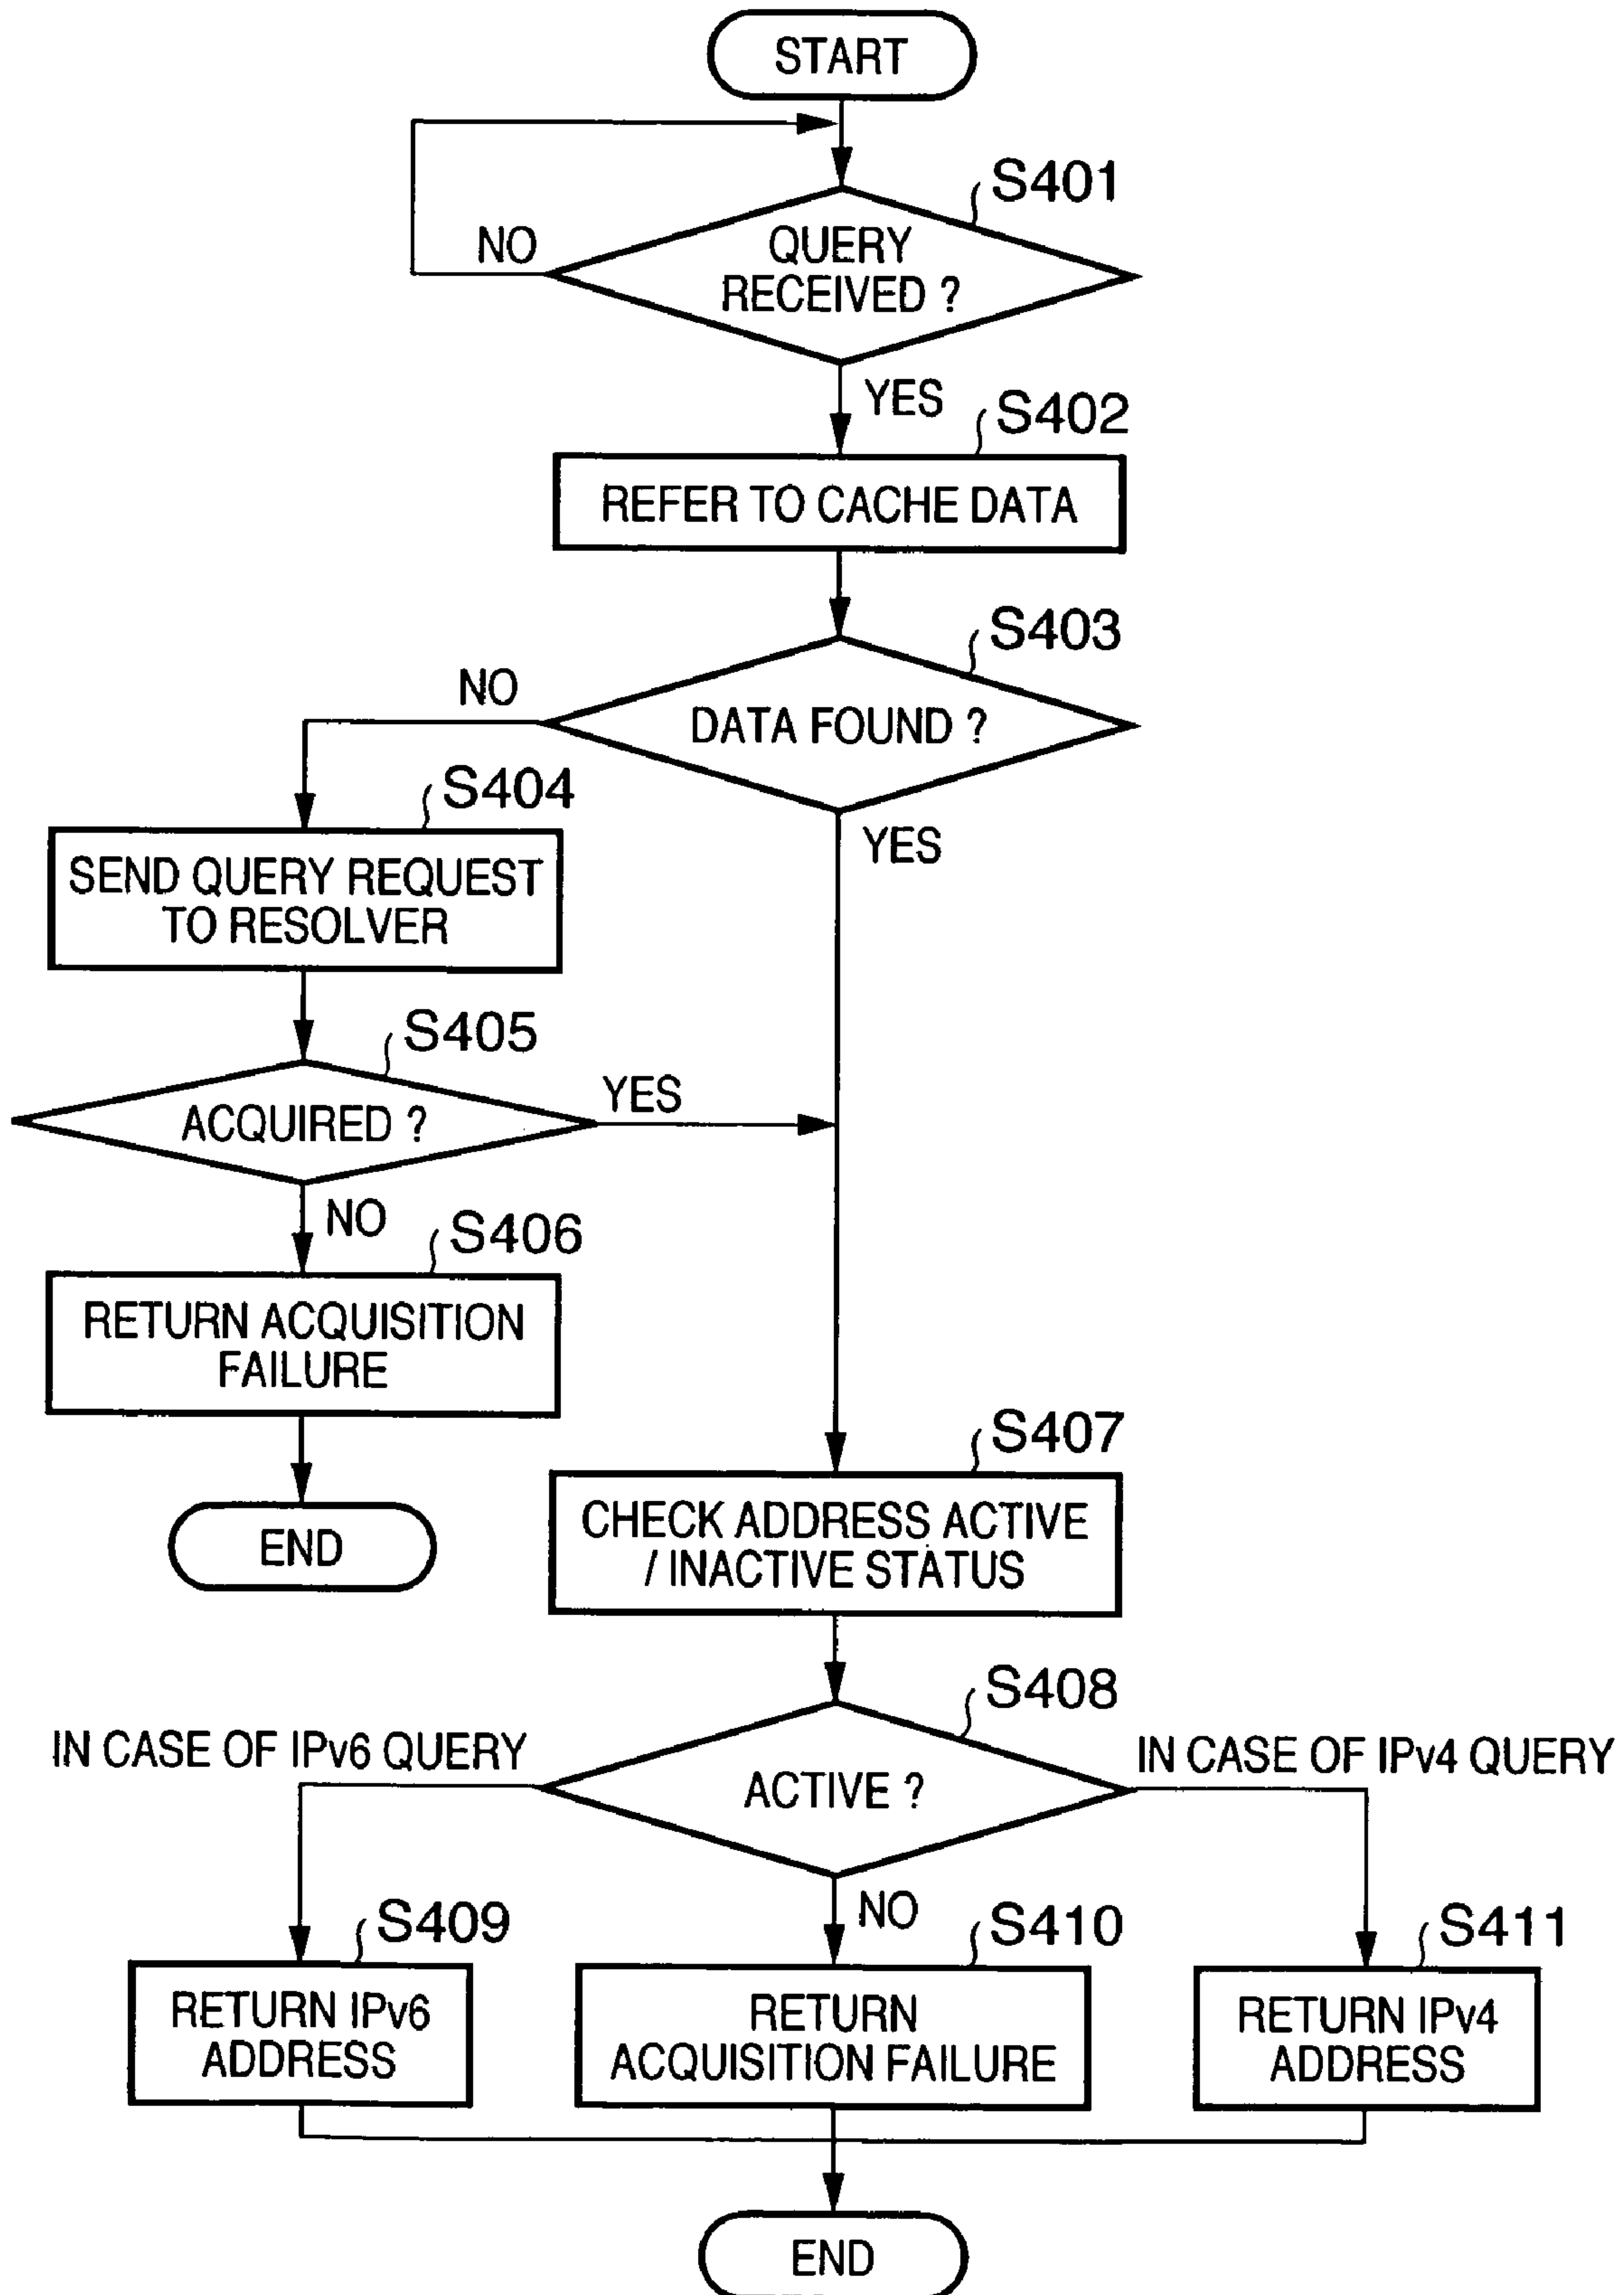 START
S401
NO
QUERY
RECEIVED ?
YES
S402
REFER TO CACHE DATA
S403
NO
DATA FOUND ?
YES
S404
SEND QUERY REQUEST
TO RESOLVER
S405
ACQUIRED ?
YES
NO
S406
RETURN ACQUISITION
FAILURE
END
S407
CHECK ADDRESS ACTIVE
/ INACTIVE STATUS
S408
IN CASE OF IPv6 QUERY
ACTIVE ?
IN CASE OF IPv4 QUERY
NO
S409
RETURN IPv6
ADDRESS
S410
RETURN
ACQUISITION FAILURE
S411
RETURN IPv4
ADDRESS
END